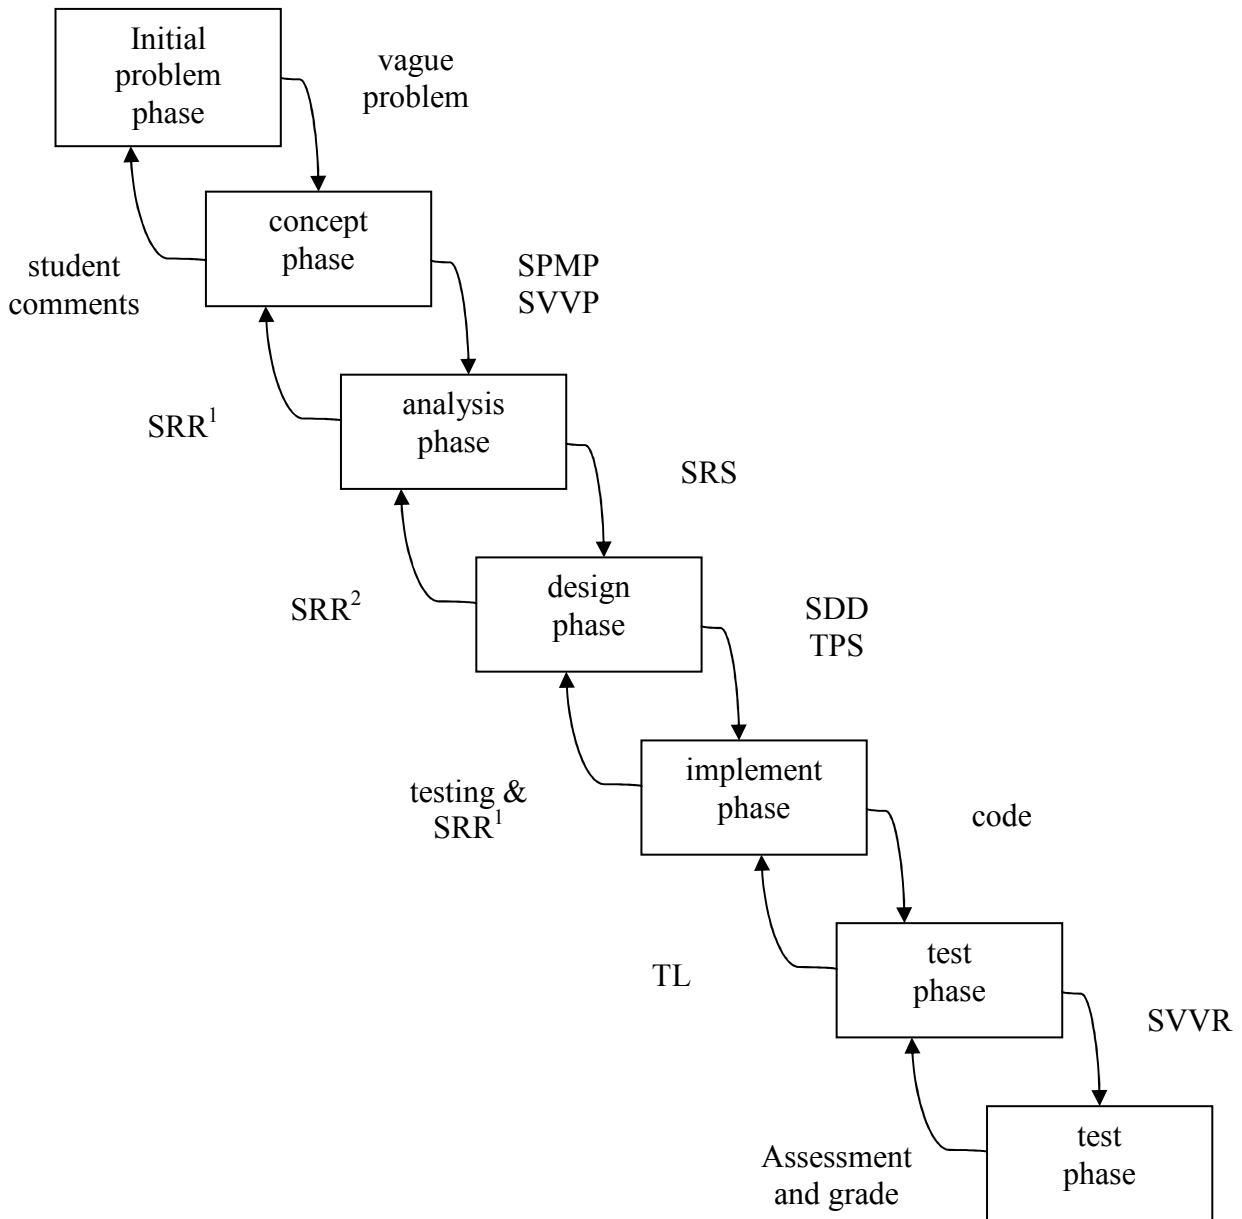 Initial
problem
phase
vague
problem
concept
phase
student
comments
SPMP
SVVP
analysis
phase
SRR¹
SRS
design
phase
SRR²
SDD
TPS
implement
phase
testing &
SRR¹
code
test
phase
TL
SVVR
test
phase
Assessment
and grade